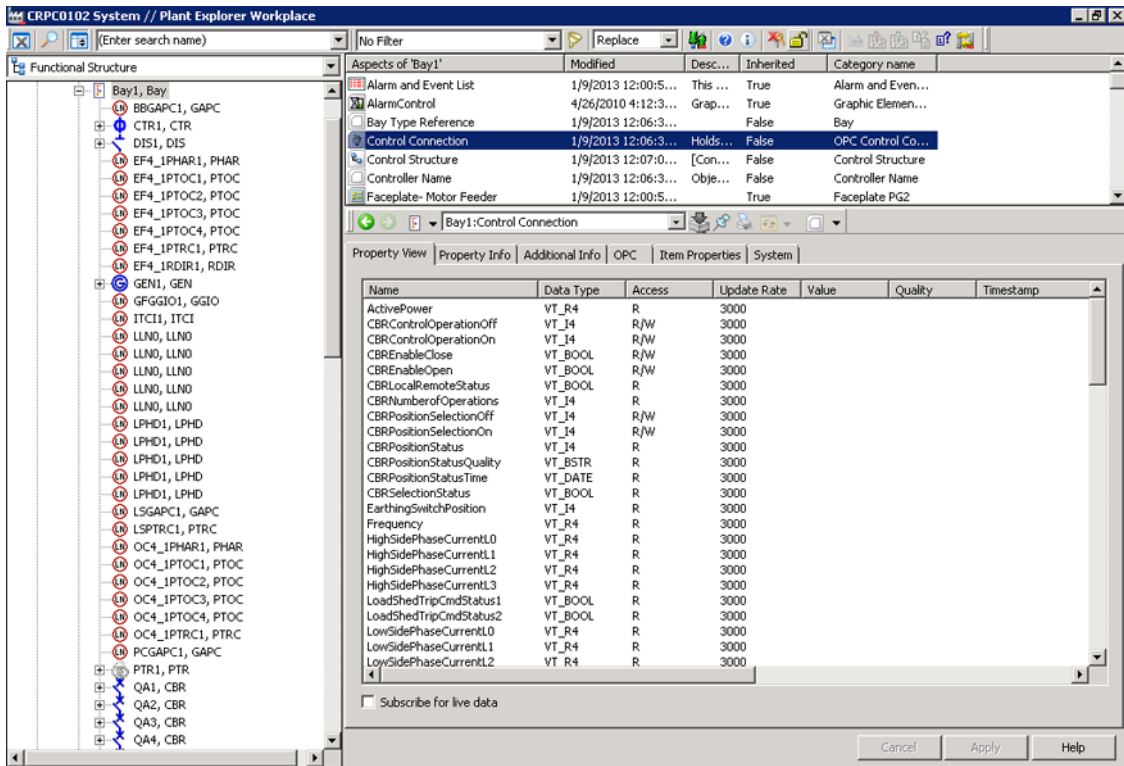 CRPC0102 System // Plant Explorer Workplace
(Enter search name) No Filter Replace
Functional Structure
Bay1, Bay
BBGAPC1, GAPC
CTR1, CTR
DIS1, DIS
EF4_1PHAR1, PHAR
EF4_1PTOC1, PTOC
EF4_1PTOC2, PTOC
EF4_1PTOC3, PTOC
EF4_1PTOC4, PTOC
EF4_1PTRC1, PTRC
EF4_1RDIR1, RDIR
GEN1, GEN
GFGGIO1, GGIO
ITCI1, ITCI
LLN0, LLN0
LLN0, LLN0
LLN0, LLN0
LLN0, LLN0
LLN0, LLN0
LPHD1, LPHD
LPHD1, LPHD
LPHD1, LPHD
LPHD1, LPHD
LPHD1, LPHD
LSGAPC1, GAPC
LSPTRC1, PTRC
OC4_1PHAR1, PHAR
OC4_1PTOC1, PTOC
OC4_1PTOC2, PTOC
OC4_1PTOC3, PTOC
OC4_1PTOC4, PTOC
OC4_1PTRC1, PTRC
PCGAPC1, GAPC
PTR1, PTR
QA1, CBR
QA2, CBR
QA3, CBR
QA4, CBR
Aspects of 'Bay1' Modified Desc... Inherited Category name
Alarm and Event List 1/9/2013 12:00:5... This ... True Alarm and Even...
AlarmControl 4/26/2010 4:12:3... Grap... True Graphic Elemen...
Bay Type Reference 1/9/2013 12:06:3... False Bay
Control Connection 1/9/2013 12:06:3... Holds... False OPC Control Co...
Control Structure 1/9/2013 12:07:0... [Con... False Control Structure
Controller Name 1/9/2013 12:06:3... Obje... False Controller Name
Faceplate- Motor Feeder 1/9/2013 12:00:5... True Faceplate PG2
Bay1:Control Connection
Property View Property Info Additional Info OPC Item Properties System
Name Data Type Access Update Rate Value Quality Timestamp
ActivePower VT_R4 R 3000
CBRControlOperationOff VT_I4 R/W 3000
CBRControlOperationOn VT_I4 R/W 3000
CBREnableClose VT_BOOL R/W 3000
CBREnableOpen VT_BOOL R/W 3000
CBRLocalRemoteStatus VT_BOOL R 3000
CBRNumberofOperations VT_I4 R 3000
CBRPositionSelectionOff VT_I4 R/W 3000
CBRPositionSelectionOn VT_I4 R/W 3000
CBRPositionStatus VT_I4 R 3000
CBRPositionStatusQuality VT_BSTR R 3000
CBRPositionStatusTime VT_DATE R 3000
CBRSelectionStatus VT_BOOL R 3000
EarthingSwitchPosition VT_I4 R 3000
Frequency VT_R4 R 3000
HighSidePhaseCurrentL0 VT_R4 R 3000
HighSidePhaseCurrentL1 VT_R4 R 3000
HighSidePhaseCurrentL2 VT_R4 R 3000
HighSidePhaseCurrentL3 VT_R4 R 3000
LoadShedTripCmdStatus1 VT_BOOL R 3000
LoadShedTripCmdStatus2 VT_BOOL R 3000
LowSidePhaseCurrentL0 VT_R4 R 3000
LowSidePhaseCurrentL1 VT_R4 R 3000
LowSidePhaseCurrentL2 VT_R4 R 3000
Subscribe for live data
Cancel Apply Help